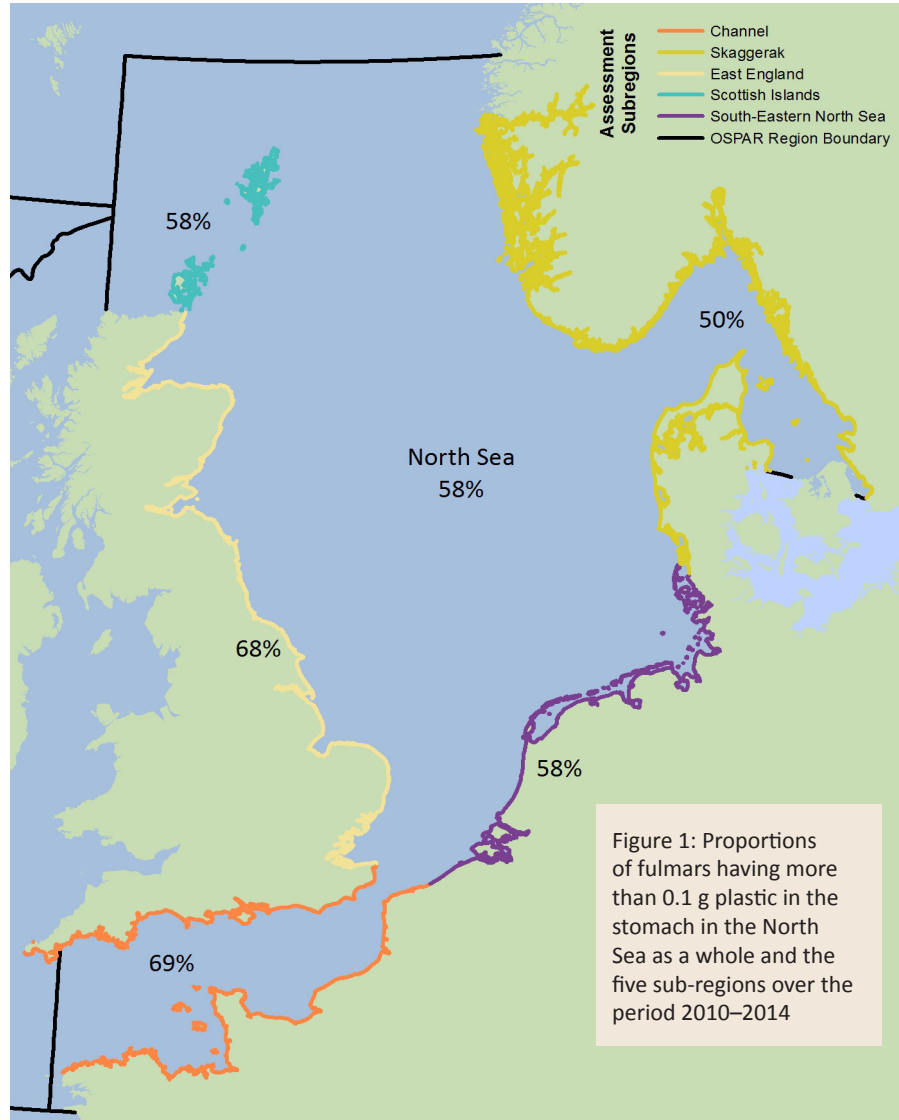 Assessment
Subregions
Channel
Skaggerak
East England
Scottish Islands
South-Eastern North Sea
OSPAR Region Boundary
58%
50%
North Sea
58%
68%
58%
69%
Figure 1: Proportions
of fulmars having more
than 0.1 g plastic in the
stomach in the North
Sea as a whole and the
five sub-regions over the
period 2010–2014